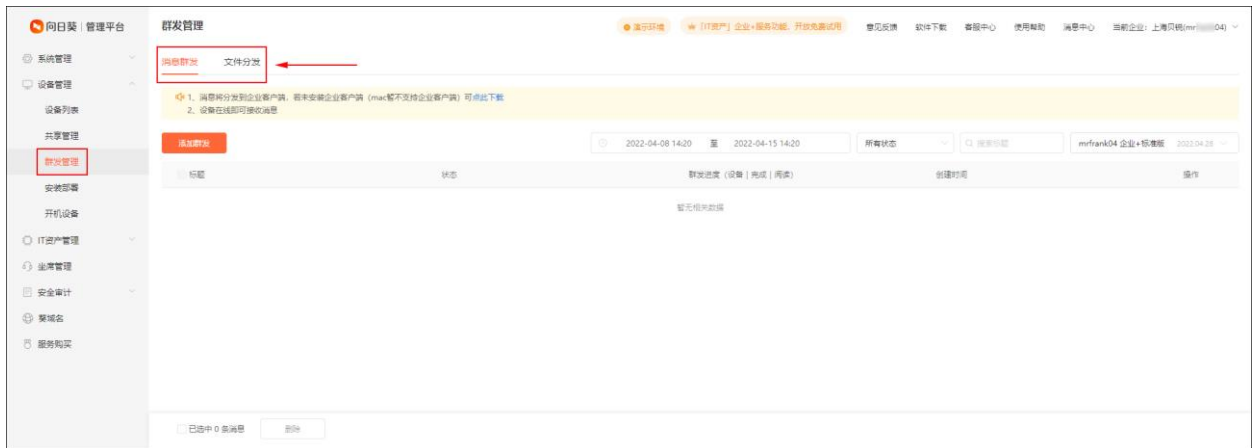 向日葵 | 管理平台
群发管理
演示环境
「IT资产」企业+服务功能，开放免费试用
意见反馈
软件下载
客服中心
使用帮助
消息中心
当前企业：上海贝锐(mr 04)
系统管理
设备管理
设备列表
共享管理
群发管理
安装部署
开机设备
IT资产管理
坐席管理
安全审计
葵域名
服务购买
消息群发
文件分发
1、消息将分发到企业客户端，若未安装企业客户端（mac暂不支持企业客户端）可点此下载
2、设备在线即可接收消息
添加群发
2022-04-08 14:20 至 2022-04-15 14:20
所有状态
搜索标题
mrfrank04 企业+标准版 2022.04.28
标题
状态
群发进度（设备 | 完成 | 阅读）
创建时间
操作
暂无相关数据
已选中 0 条消息
删除